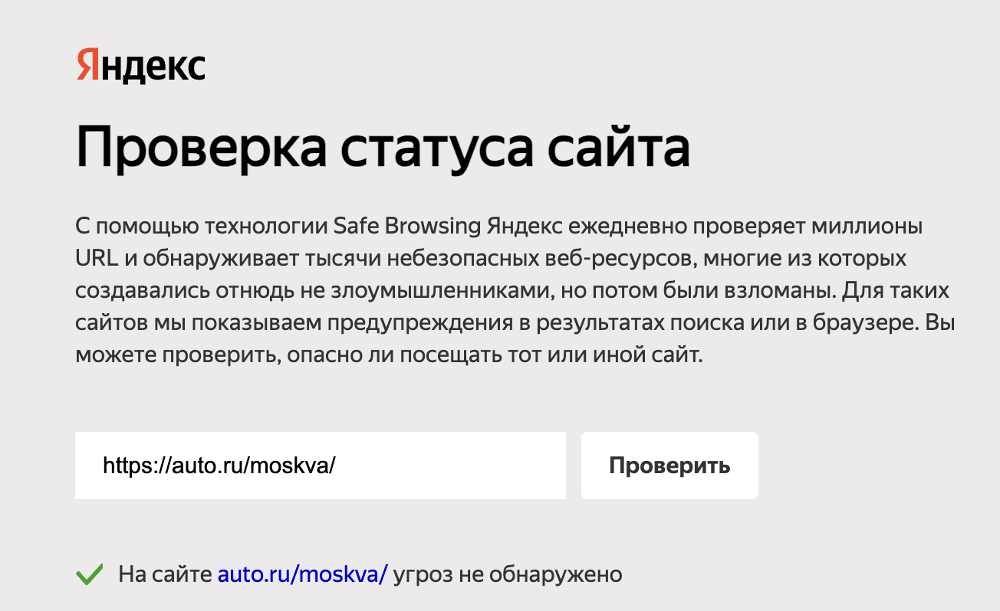 Яндекс
Проверка статуса сайта
С помощью технологии Safe Browsing Яндекс ежедневно проверяет миллионы
URL и обнаруживает тысячи небезопасных веб-ресурсов, многие из которых
создавались отнюдь не злоумышленниками, но потом были взломаны. Для таких
сайтов мы показываем предупреждения в результатах поиска или в браузере. Вы
можете проверить, опасно ли посещать тот или иной сайт.
https://auto.ru/moskva/ Проверить
На сайте auto.ru/moskva/ угроз не обнаружено